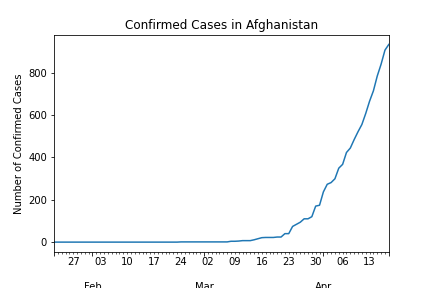 Confirmed Cases in Afghanistan
Number of Confirmed Cases
800
600
400
200
0
27 03 10 17 24 02 09 16 23 30 06 13
Feb Mar Apr